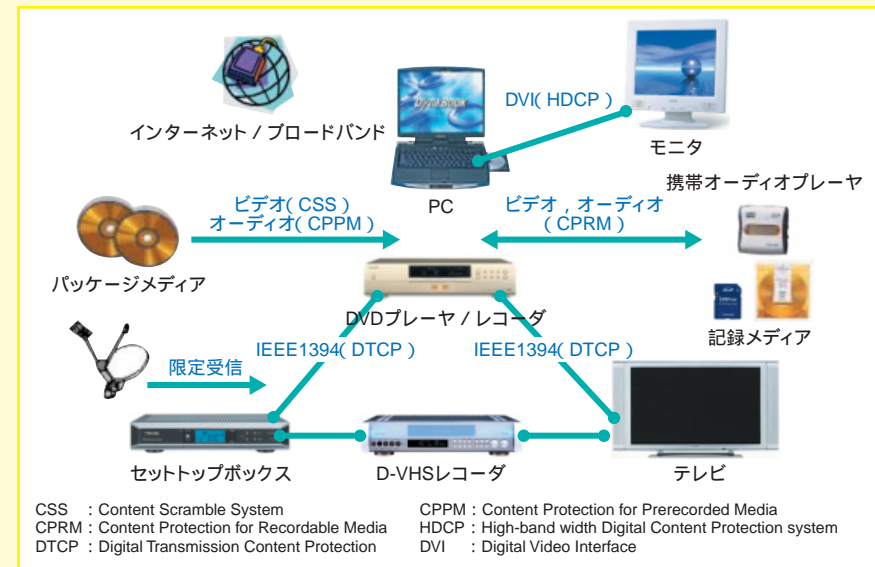 DVI( HDCP )
インターネット / ブロードバンド
モニタ
PC
携帯オーディオプレーヤ
ビデオ( CSS )
オーディオ( CPPM )
ビデオ , オーディオ
( CPRM )
パッケージメディア
DVDプレーヤ / レコーダ
記録メディア
限定受信
IEEE1394( DTCP )
IEEE1394( DTCP )
セットトップボックス
D-VHSレコーダ
テレビ
CSS : Content Scramble System
CPRM : Content Protection for Recordable Media
DTCP : Digital Transmission Content Protection
CPPM : Content Protection for Prerecorded Media
HDCP : High-band width Digital Content Protection system
DVI : Digital Video Interface